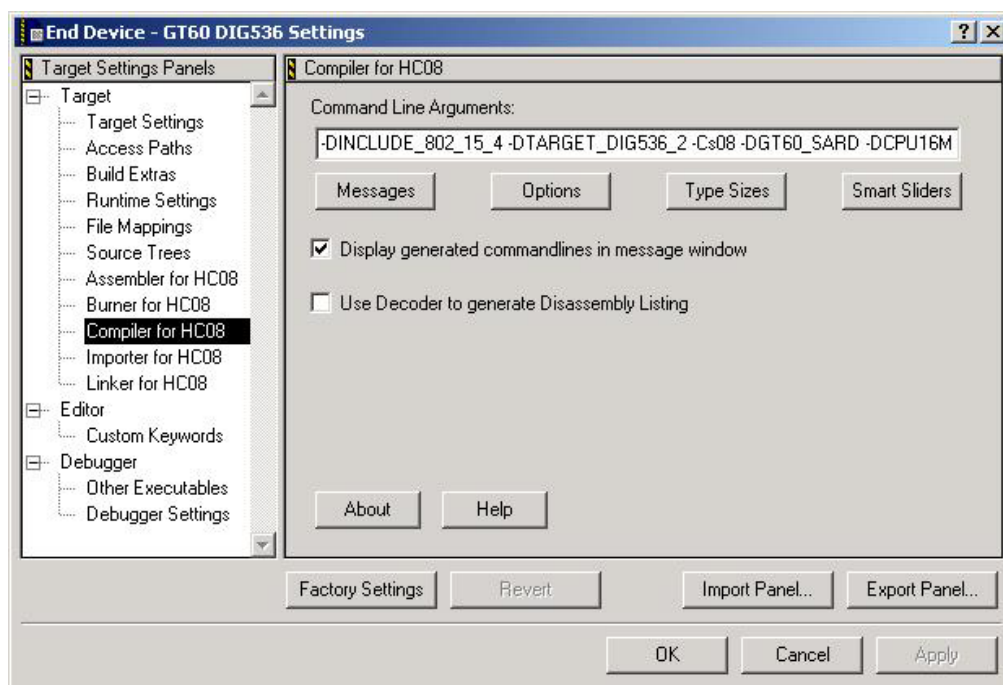 End Device - GT60 DIG536 Settings
Target Settings Panels
Target
Target Settings
Access Paths
Build Extras
Runtime Settings
File Mappings
Source Trees
Assembler for HC08
Burner for HC08
Compiler for HC08
Importer for HC08
Linker for HC08
Editor
Custom Keywords
Debugger
Other Executables
Debugger Settings
Compiler for HC08
Command Line Arguments:
-DINCLUDE_802_15_4 -DTARGET_DIG536_2 -Cs08 -DGT60_SARD -DCPU16M
Messages Options Type Sizes Smart Sliders
Display generated commandlines in message window
Use Decoder to generate Disassembly Listing
About Help
Factory Settings Revert Import Panel... Export Panel...
OK Cancel Apply